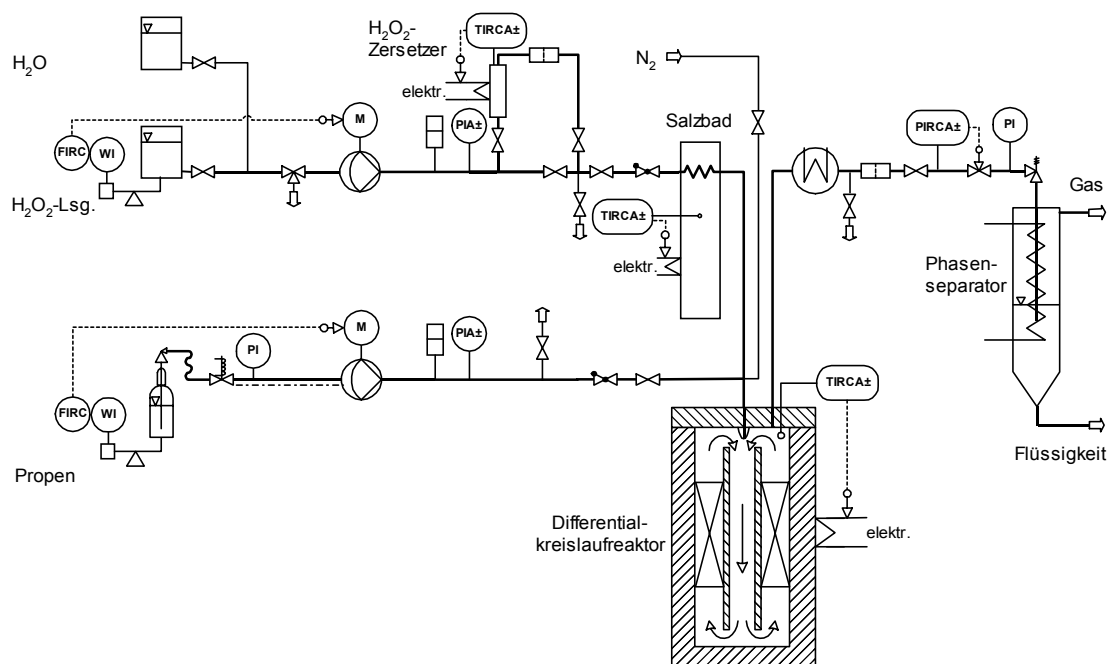 H₂O₂-
Zersetzer
TIRCA±
H₂O
N₂
elektr.
M
PIA±
Salzbad
PIRCA±
PI
FIRC
WI
Gas
H₂O₂-Lsg.
TIRCA±
elektr.
Phasen-
separator
M
PI
PIA±
TIRCA±
FIRC
WI
Flüssigkeit
Propen
Differential-
kreislaufreaktor
elektr.